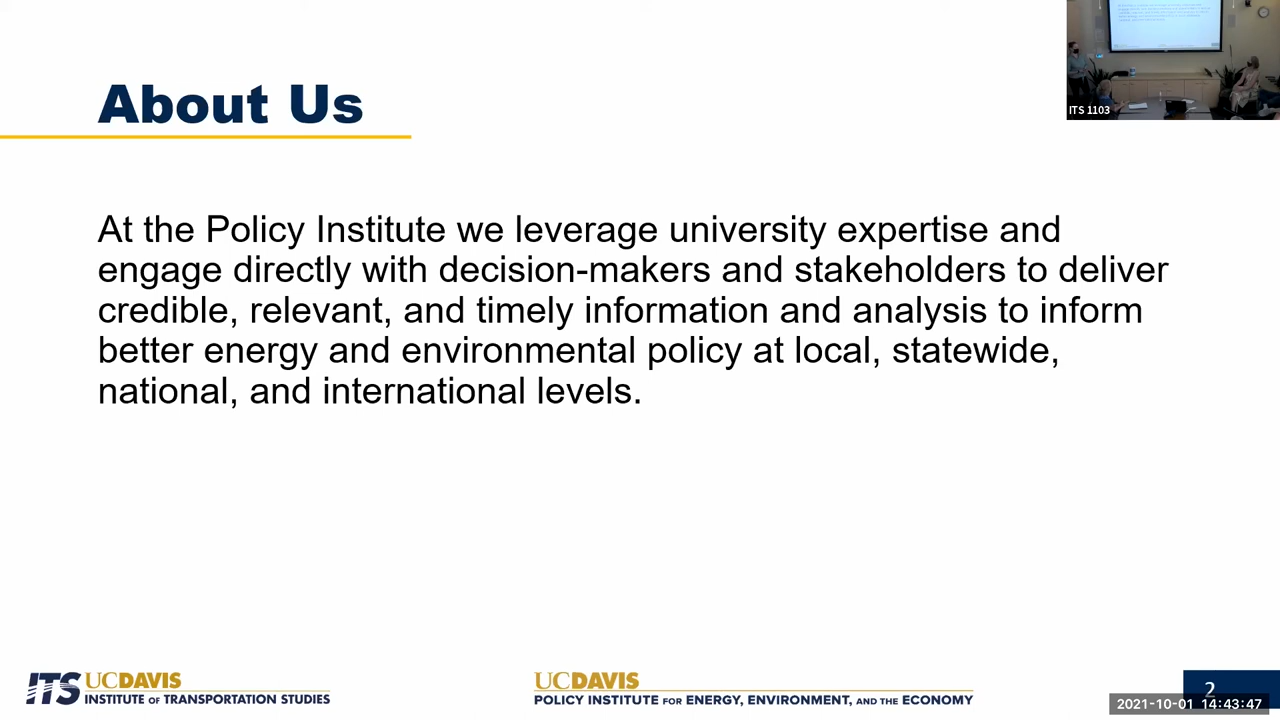 About Us
ITS 1103
At the Policy Institute we leverage university expertise and
engage directly with decision-makers and stakeholders to deliver
credible, relevant, and timely information and analysis to inform
better energy and environmental policy at local, statewide,
national, and international levels.
ITS UCDAVIS
INSTITUTE OF TRANSPORTATION STUDIES
UCDAVIS
POLICY INSTITUTE FOR ENERGY, ENVIRONMENT, AND THE ECONOMY
2
2021-10-01 14:43:47